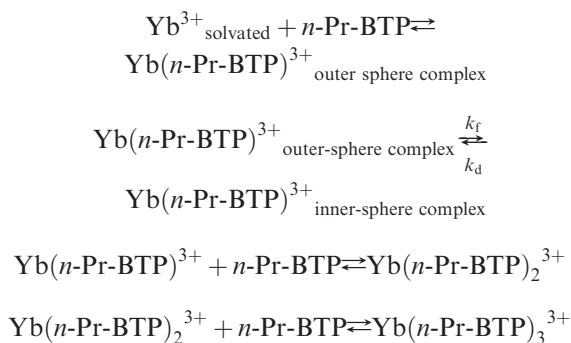 Yb³⁺ solvated + n-Pr-BTP⇌
Yb(n-Pr-BTP)³⁺ outer sphere complex
Yb(n-Pr-BTP)³⁺ outer-sphere complex k_f ⇌ k_d
Yb(n-Pr-BTP)³⁺ inner-sphere complex
Yb(n-Pr-BTP)³⁺ + n-Pr-BTP⇌Yb(n-Pr-BTP)₂³⁺
Yb(n-Pr-BTP)₂³⁺ + n-Pr-BTP⇌Yb(n-Pr-BTP)₃³⁺